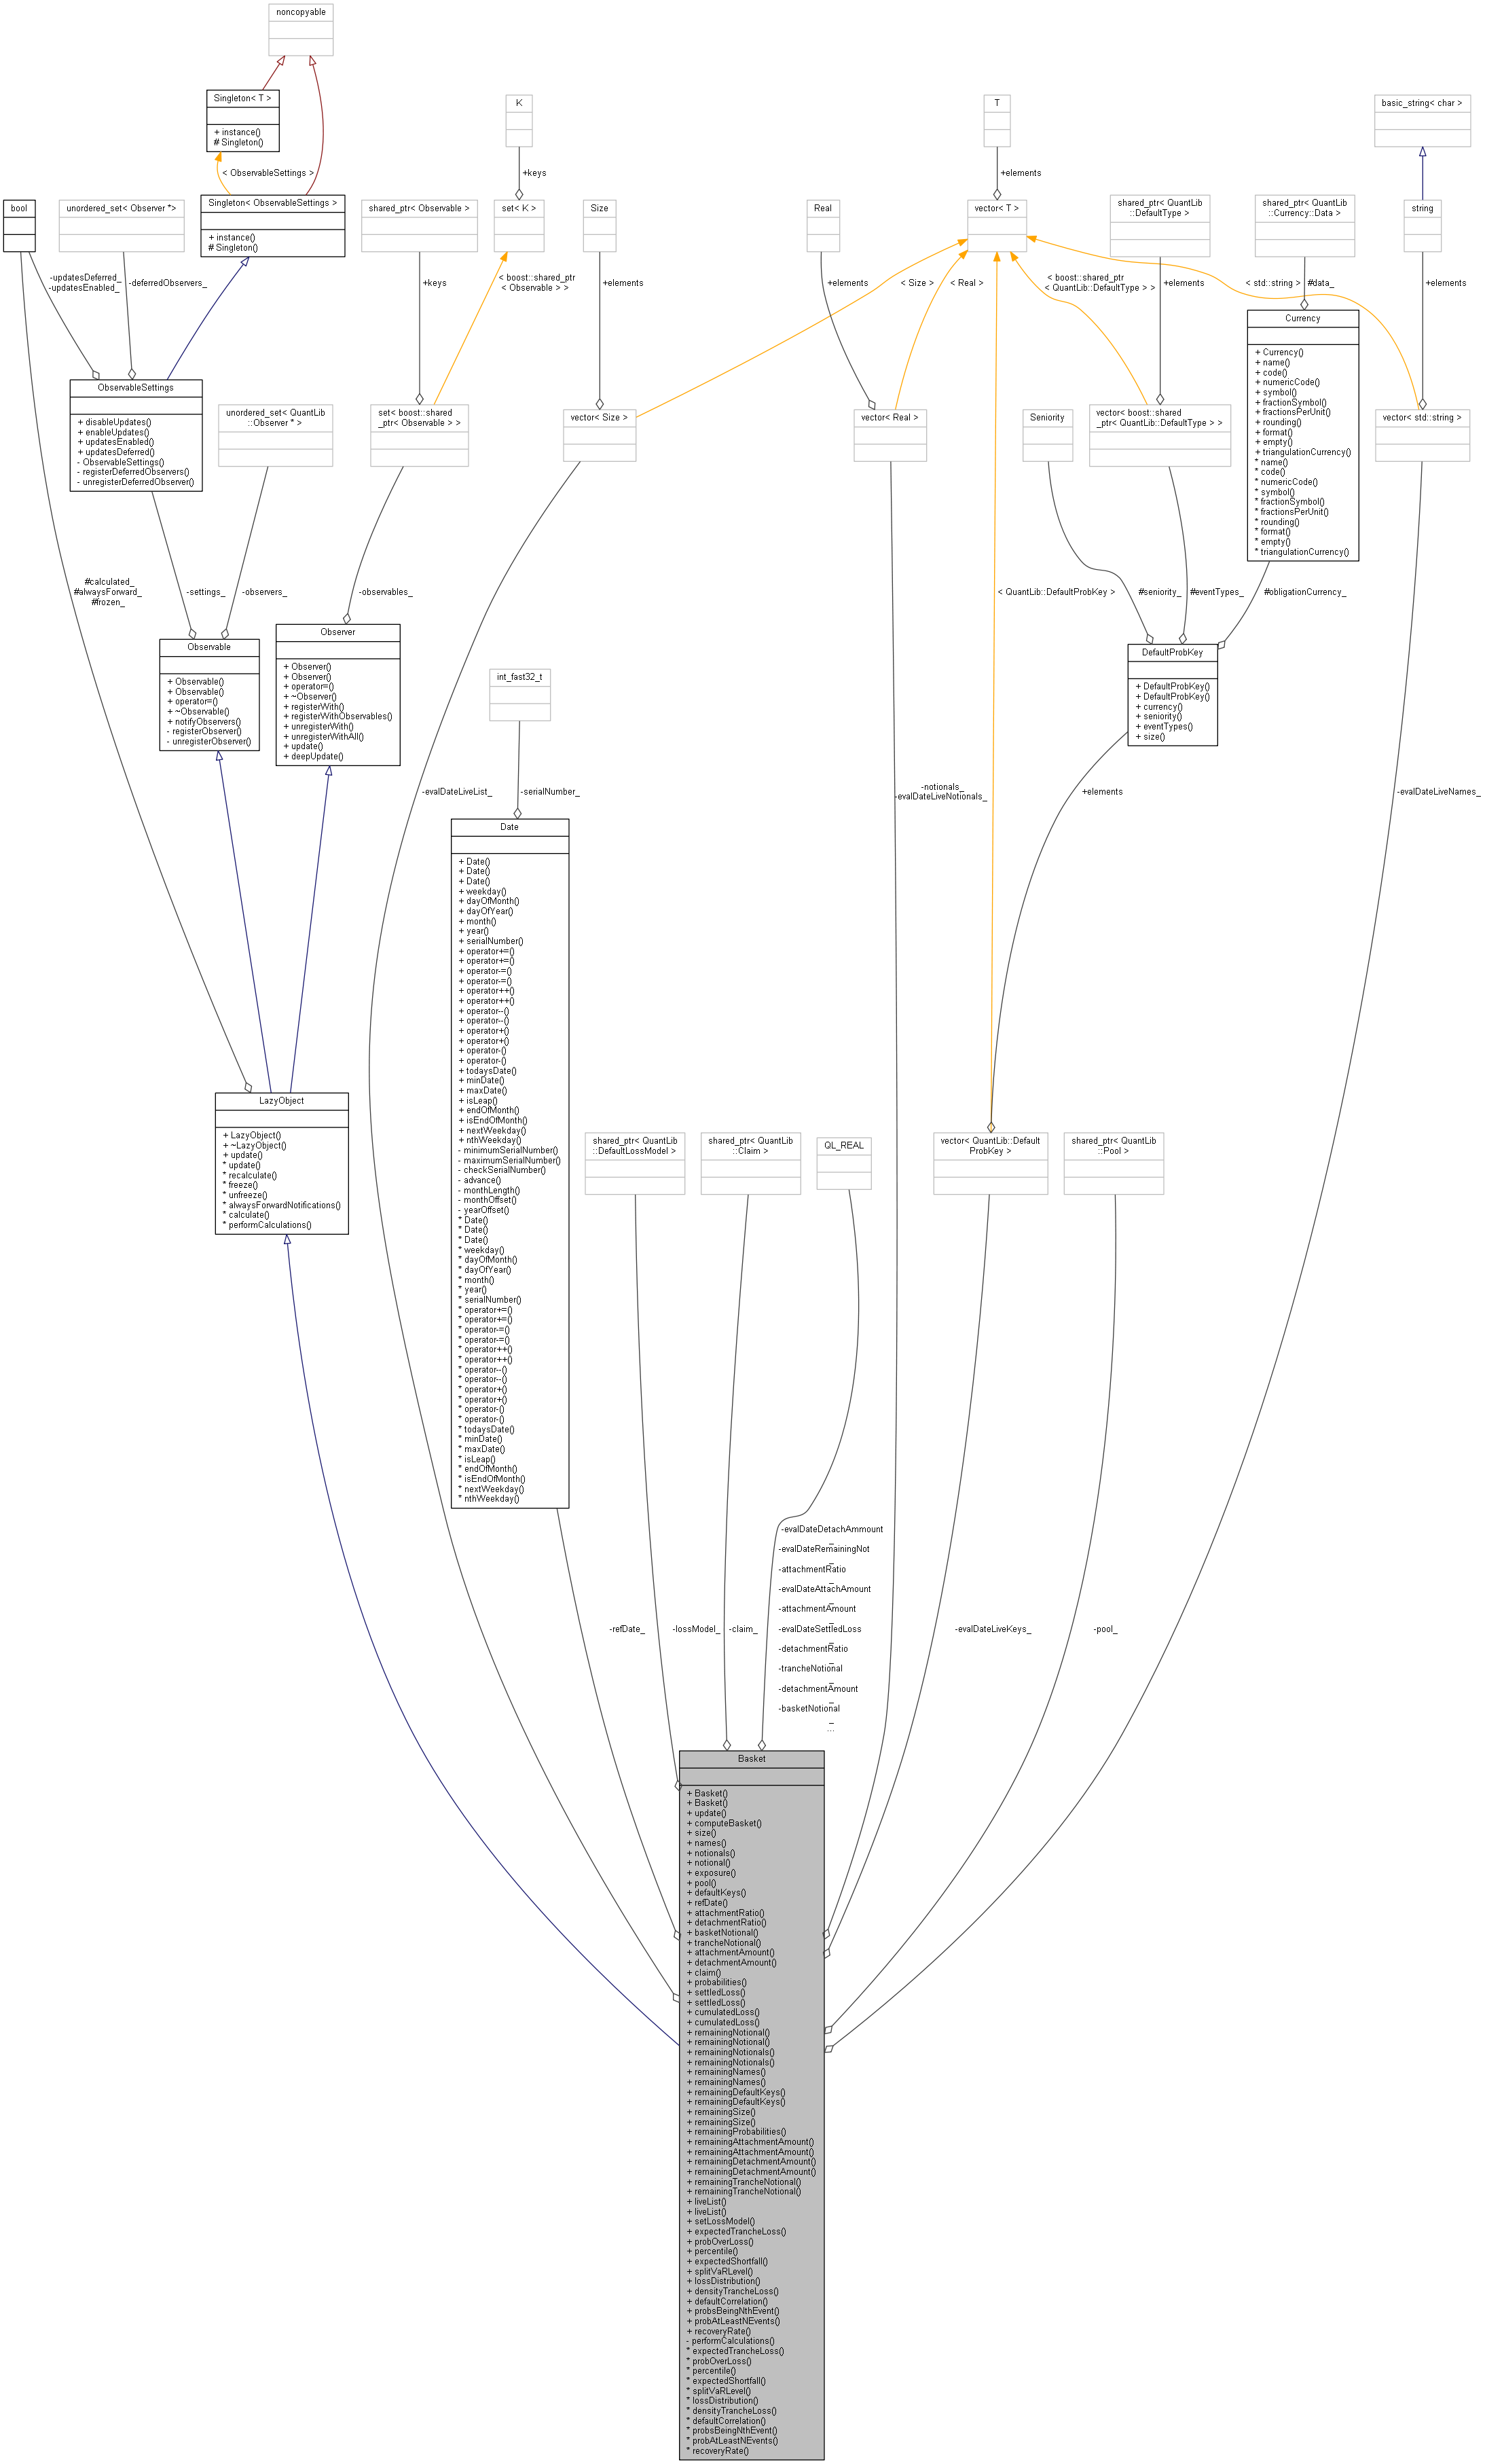 noncopyable
Singleton< T >
+ instance()
# Singleton()
K
T
basic_string< char >
+keys
+elements
< ObservableSettings >
bool
unordered_set< Observer *>
Singleton< ObservableSettings >
+ instance()
# Singleton()
shared_ptr< Observable >
set< K >
Size
Real
vector< T >
shared_ptr< QuantLib
::DefaultType >
shared_ptr< QuantLib
::Currency::Data >
string
-updatesDeferred_
-updatesEnabled_
-deferredObservers_
+keys
< boost::shared_ptr
< Observable > >
+elements
+elements
< Size >
< Real >
< boost::shared_ptr
< QuantLib::DefaultType > >
+elements
< std::string >
#data_
+elements
ObservableSettings
+ disableUpdates()
+ enableUpdates()
+ updatesEnabled()
+ updatesDeferred()
- ObservableSettings()
- registerDeferredObservers()
- unregisterDeferredObserver()
unordered_set< QuantLib
::Observer * >
set< boost::shared
_ptr< Observable > >
vector< Size >
vector< Real >
Seniority
vector< boost::shared
_ptr< QuantLib::DefaultType > >
Currency
+ Currency()
+ name()
+ code()
+ numericCode()
+ symbol()
+ fractionSymbol()
+ fractionsPerUnit()
+ rounding()
+ format()
+ empty()
+ triangulationCurrency()
* name()
* code()
* numericCode()
* symbol()
* fractionSymbol()
* fractionsPerUnit()
* rounding()
* format()
* empty()
* triangulationCurrency()
vector< std::string >
#calculated_
#alwaysForward_
#frozen_
-settings_
-observers_
-observables_
< QuantLib::DefaultProbKey >
#seniority_
#eventTypes_
#obligationCurrency_
Observable
+ Observable()
+ Observable()
+ operator=()
+ ~Observable()
+ notifyObservers()
- registerObserver()
- unregisterObserver()
Observer
+ Observer()
+ Observer()
+ operator=()
+ ~Observer()
+ registerWith()
+ registerWithObservables()
+ unregisterWith()
+ unregisterWithAll()
+ update()
+ deepUpdate()
int_fast32_t
DefaultProbKey
+ DefaultProbKey()
+ DefaultProbKey()
+ currency()
+ seniority()
+ eventTypes()
+ size()
-evalDateLiveList_
-serialNumber_
-notionals_
-evalDateLiveNotionals_
+elements
-evalDateLiveNames_
Date
+ Date()
+ Date()
+ Date()
+ weekday()
+ dayOfMonth()
+ dayOfYear()
+ month()
+ year()
+ serialNumber()
+ operator+=()
+ operator+=()
+ operator-=()
+ operator-=()
+ operator++()
+ operator++()
+ operator--()
+ operator--()
+ operator+()
+ operator+()
+ operator-()
+ operator-()
+ todaysDate()
+ minDate()
+ maxDate()
+ isLeap()
+ endOfMonth()
+ isEndOfMonth()
+ nextWeekday()
+ nthWeekday()
- minimumSerialNumber()
- maximumSerialNumber()
- checkSerialNumber()
- advance()
- monthLength()
- monthOffset()
- yearOffset()
* Date()
* Date()
* Date()
* weekday()
* dayOfMonth()
* dayOfYear()
* month()
* year()
* serialNumber()
* operator+=()
* operator+=()
* operator-=()
* operator-=()
* operator++()
* operator++()
* operator--()
* operator--()
* operator+()
* operator+()
* operator-()
* operator-()
* todaysDate()
* minDate()
* maxDate()
* isLeap()
* endOfMonth()
* isEndOfMonth()
* nextWeekday()
* nthWeekday()
LazyObject
+ LazyObject()
+ ~LazyObject()
+ update()
* update()
* recalculate()
* freeze()
* unfreeze()
* alwaysForwardNotifications()
* calculate()
* performCalculations()
shared_ptr< QuantLib
::DefaultLossModel >
shared_ptr< QuantLib
::Claim >
QL_REAL
vector< QuantLib::Default
ProbKey >
shared_ptr< QuantLib
::Pool >
-refDate_
-lossModel_
-claim_
-evalDateDetachAmmount
_
-evalDateRemainingNot
_
-attachmentRatio
_
-evalDateAttachAmount
_
-attachmentAmount
_
-evalDateSettledLoss
_
-detachmentRatio
_
-trancheNotional
_
-detachmentAmount
_
-basketNotional
_
...
-evalDateLiveKeys_
-pool_
Basket
+ Basket()
+ Basket()
+ update()
+ computeBasket()
+ size()
+ names()
+ notionals()
+ notional()
+ exposure()
+ pool()
+ defaultKeys()
+ refDate()
+ attachmentRatio()
+ detachmentRatio()
+ basketNotional()
+ trancheNotional()
+ attachmentAmount()
+ detachmentAmount()
+ claim()
+ probabilities()
+ settledLoss()
+ settledLoss()
+ cumulatedLoss()
+ cumulatedLoss()
+ remainingNotional()
+ remainingNotional()
+ remainingNotionals()
+ remainingNotionals()
+ remainingNames()
+ remainingNames()
+ remainingDefaultKeys()
+ remainingDefaultKeys()
+ remainingSize()
+ remainingSize()
+ remainingProbabilities()
+ remainingAttachmentAmount()
+ remainingAttachmentAmount()
+ remainingDetachmentAmount()
+ remainingDetachmentAmount()
+ remainingTrancheNotional()
+ remainingTrancheNotional()
+ liveList()
+ liveList()
+ setLossModel()
+ expectedTrancheLoss()
+ probOverLoss()
+ percentile()
+ expectedShortfall()
+ splitVaRLevel()
+ lossDistribution()
+ densityTrancheLoss()
+ defaultCorrelation()
+ probsBeingNthEvent()
+ probAtLeastNEvents()
+ recoveryRate()
- performCalculations()
* expectedTrancheLoss()
* probOverLoss()
* percentile()
* expectedShortfall()
* splitVaRLevel()
* lossDistribution()
* densityTrancheLoss()
* defaultCorrelation()
* probsBeingNthEvent()
* probAtLeastNEvents()
* recoveryRate()